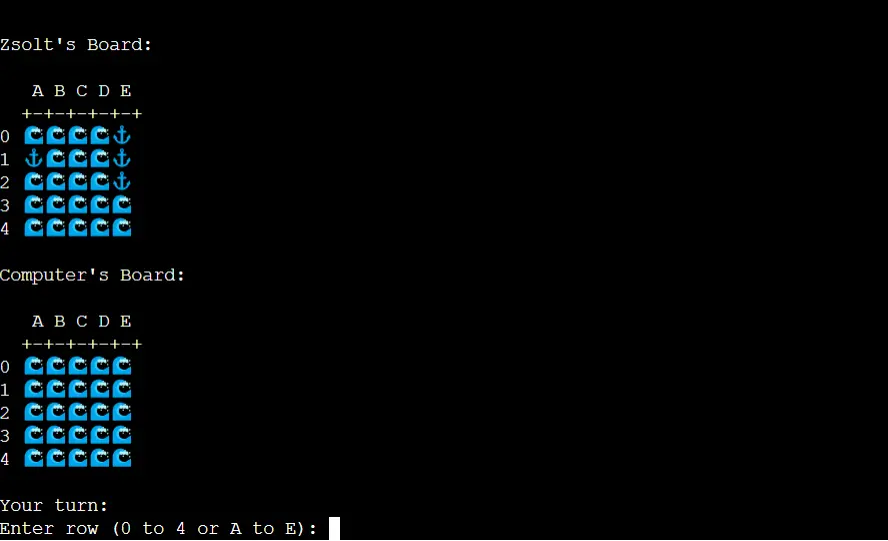 Zsolt's Board:
A B C D E
+-+-+-+-+-+
0 🌊🌊🌊🌊⚓
1 ⚓🌊🌊🌊⚓
2 🌊🌊🌊🌊⚓
3 🌊🌊🌊🌊🌊
4 🌊🌊🌊🌊🌊
Computer's Board:
A B C D E
+-+-+-+-+-+
0 🌊🌊🌊🌊🌊
1 🌊🌊🌊🌊🌊
2 🌊🌊🌊🌊🌊
3 🌊🌊🌊🌊🌊
4 🌊🌊🌊🌊🌊
Your turn:
Enter row (0 to 4 or A to E):